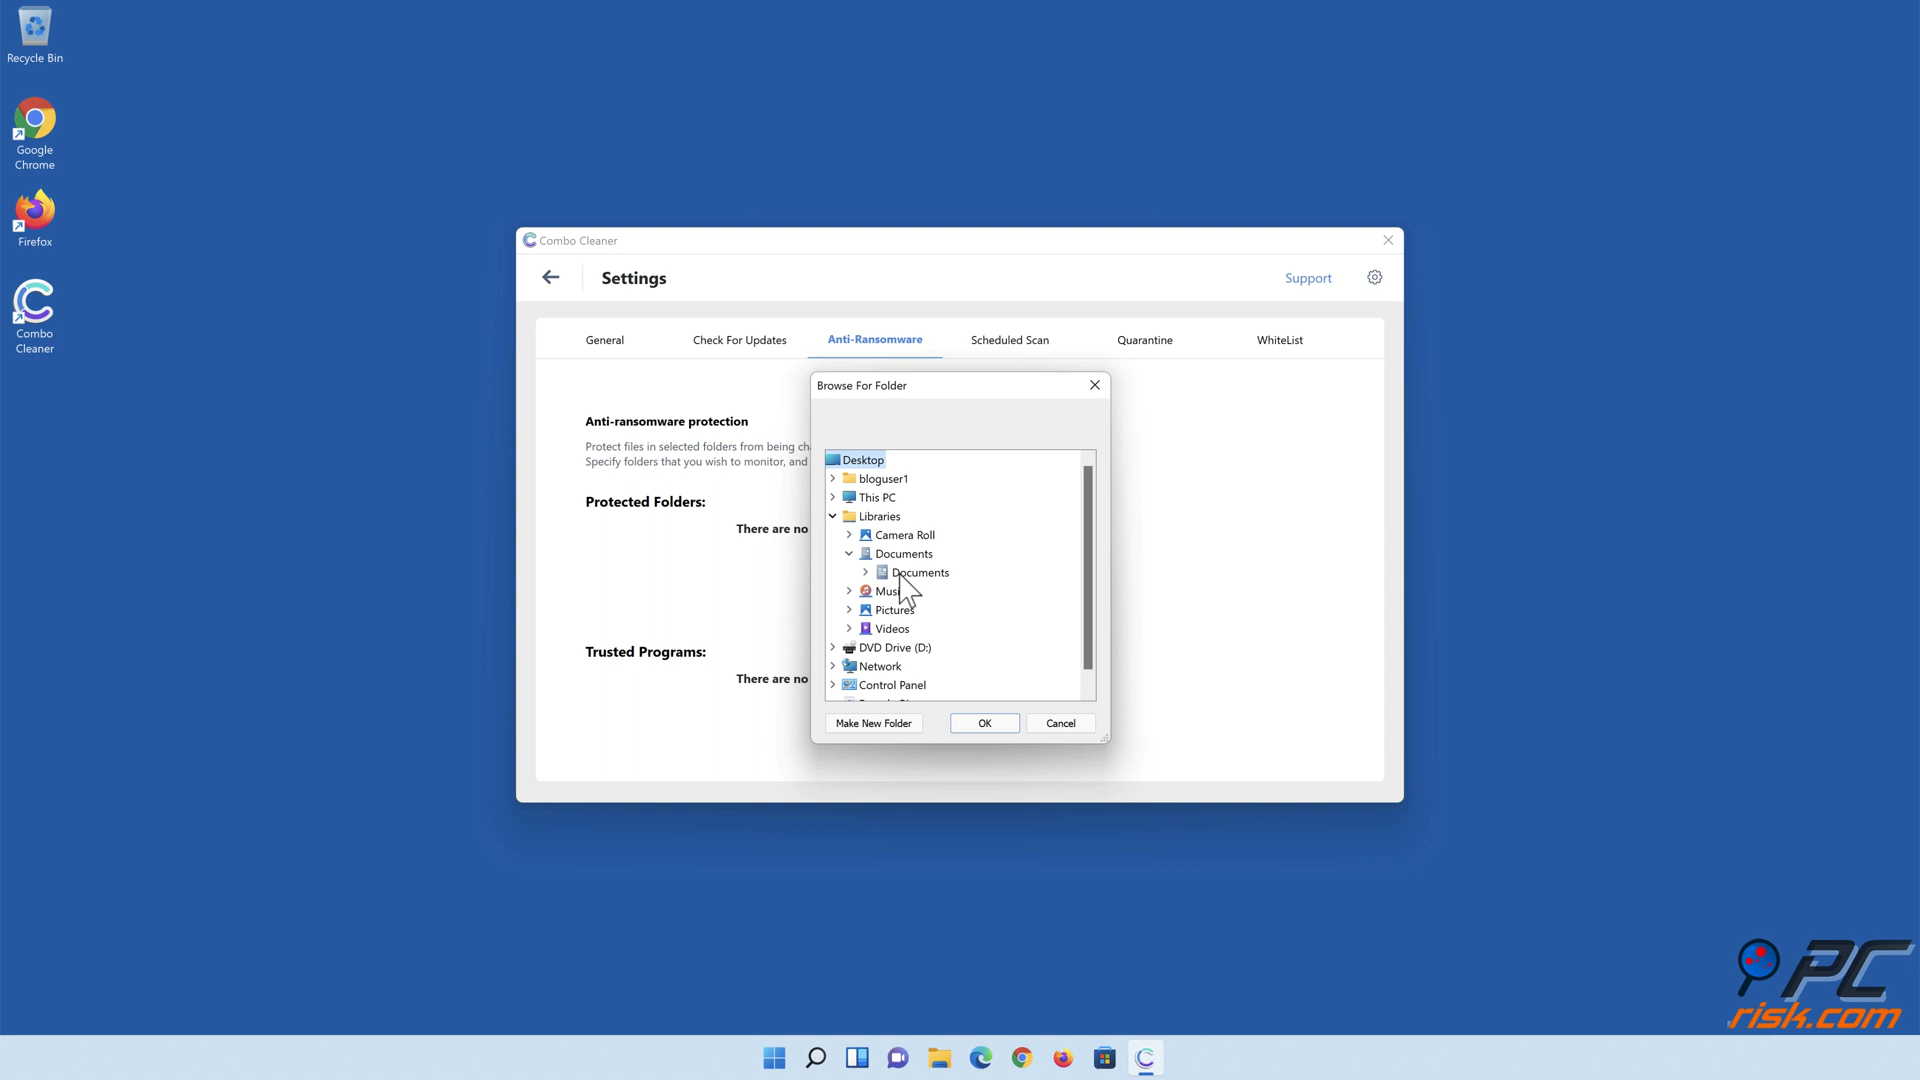 Recycle Bin
Google
Chrome
Firefox
Combo
Cleaner
Combo Cleaner
Settings
Support
General
Check For Updates
Anti-Ransomware
Scheduled Scan
Quarantine
WhiteList
Anti-ransomware protection
Protect files in selected folders from being
Specify folders that you wish to monitor, and
Protected Folders:
There are no
Trusted Programs:
There are no
Browse For Folder
Desktop
bloguser1
This PC
Libraries
Camera Roll
Documents
Documents
Pictures
Videos
DVD Drive (D:)
Network
Control Panel
Make New Folder
OK
Cancel
PC
risk.com